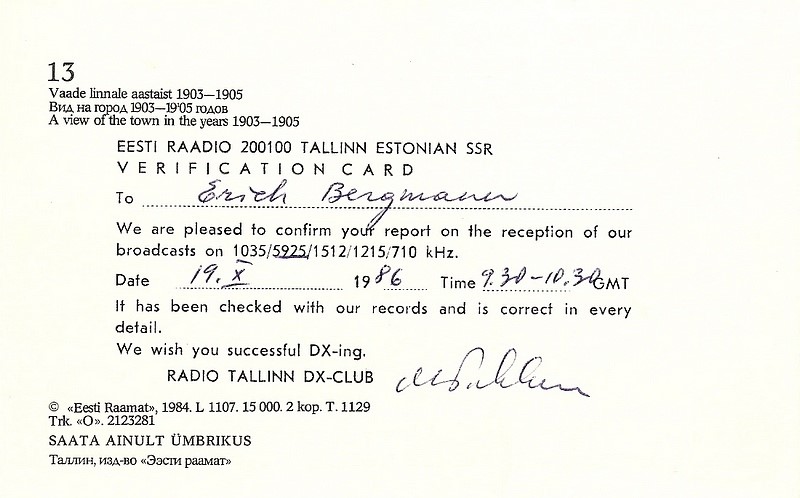 13
Vaade linnale aastaist 1903—1905
Вид на город 1903—19'05 годов
A view of the town in the years 1903—1905
EESTI RAADIO 200100 TALLINN ESTONIAN SSR
VERIFICATION CARD
To Erich Bergmann
We are pleased to confirm your report on the reception of our
broadcasts on 1035/5925/1512/1215/710 kHz.
Date 19. X 1986 Time 9.30-10.30 GMT
It has been checked with our records and is correct in every
detail.
We wish you successful DX-ing.
RADIO TALLINN DX-CLUB
© «Eesti Raamat», 1984. L 1107. 15 000. 2 kop. T. 1129
Trk. «O». 2123281
SAATA AINULT ÜMBRIKUS
Таллин, изд-во «Ээсти раамат»